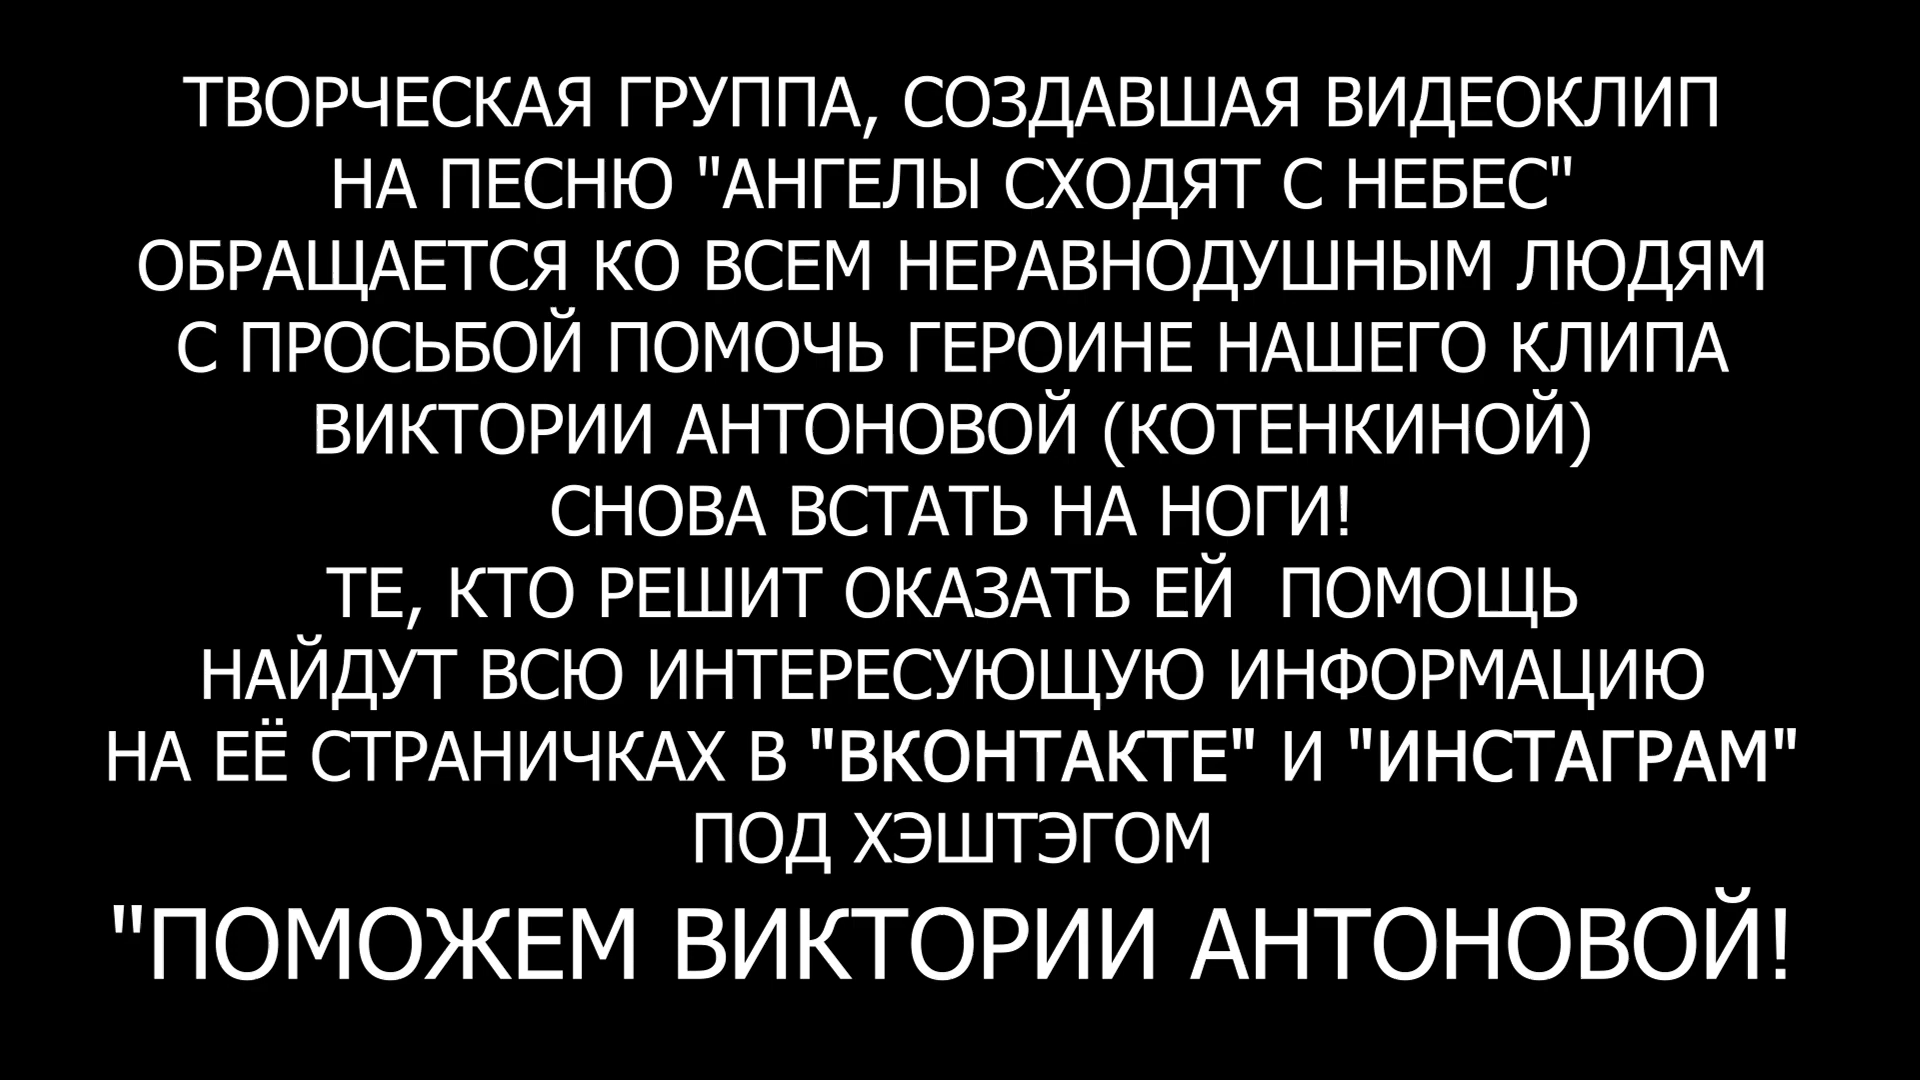 ТВОРЧЕСКАЯ ГРУППА, СОЗДАВШАЯ ВИДЕОКЛИП
НА ПЕСНЮ "АНГЕЛЫ СХОДЯТ С НЕБЕС"
ОБРАЩАЕТСЯ КО ВСЕМ НЕРАВНОДУШНЫМ ЛЮДЯМ
С ПРОСЬБОЙ ПОМОЧЬ ГЕРОИНЕ НАШЕГО КЛИПА
ВИКТОРИИ АНТОНОВОЙ (КОТЕНКИНОЙ)
СНОВА ВСТАТЬ НА НОГИ!
ТЕ, КТО РЕШИТ ОКАЗАТЬ ЕЙ  ПОМОЩЬ
НАЙДУТ ВСЮ ИНТЕРЕСУЮЩУЮ ИНФОРМАЦИЮ
НА ЕЁ СТРАНИЧКАХ В "ВКОНТАКТЕ" И "ИНСТАГРАМ"
ПОД ХЭШТЭГОМ
"ПОМОЖЕМ ВИКТОРИИ АНТОНОВОЙ!